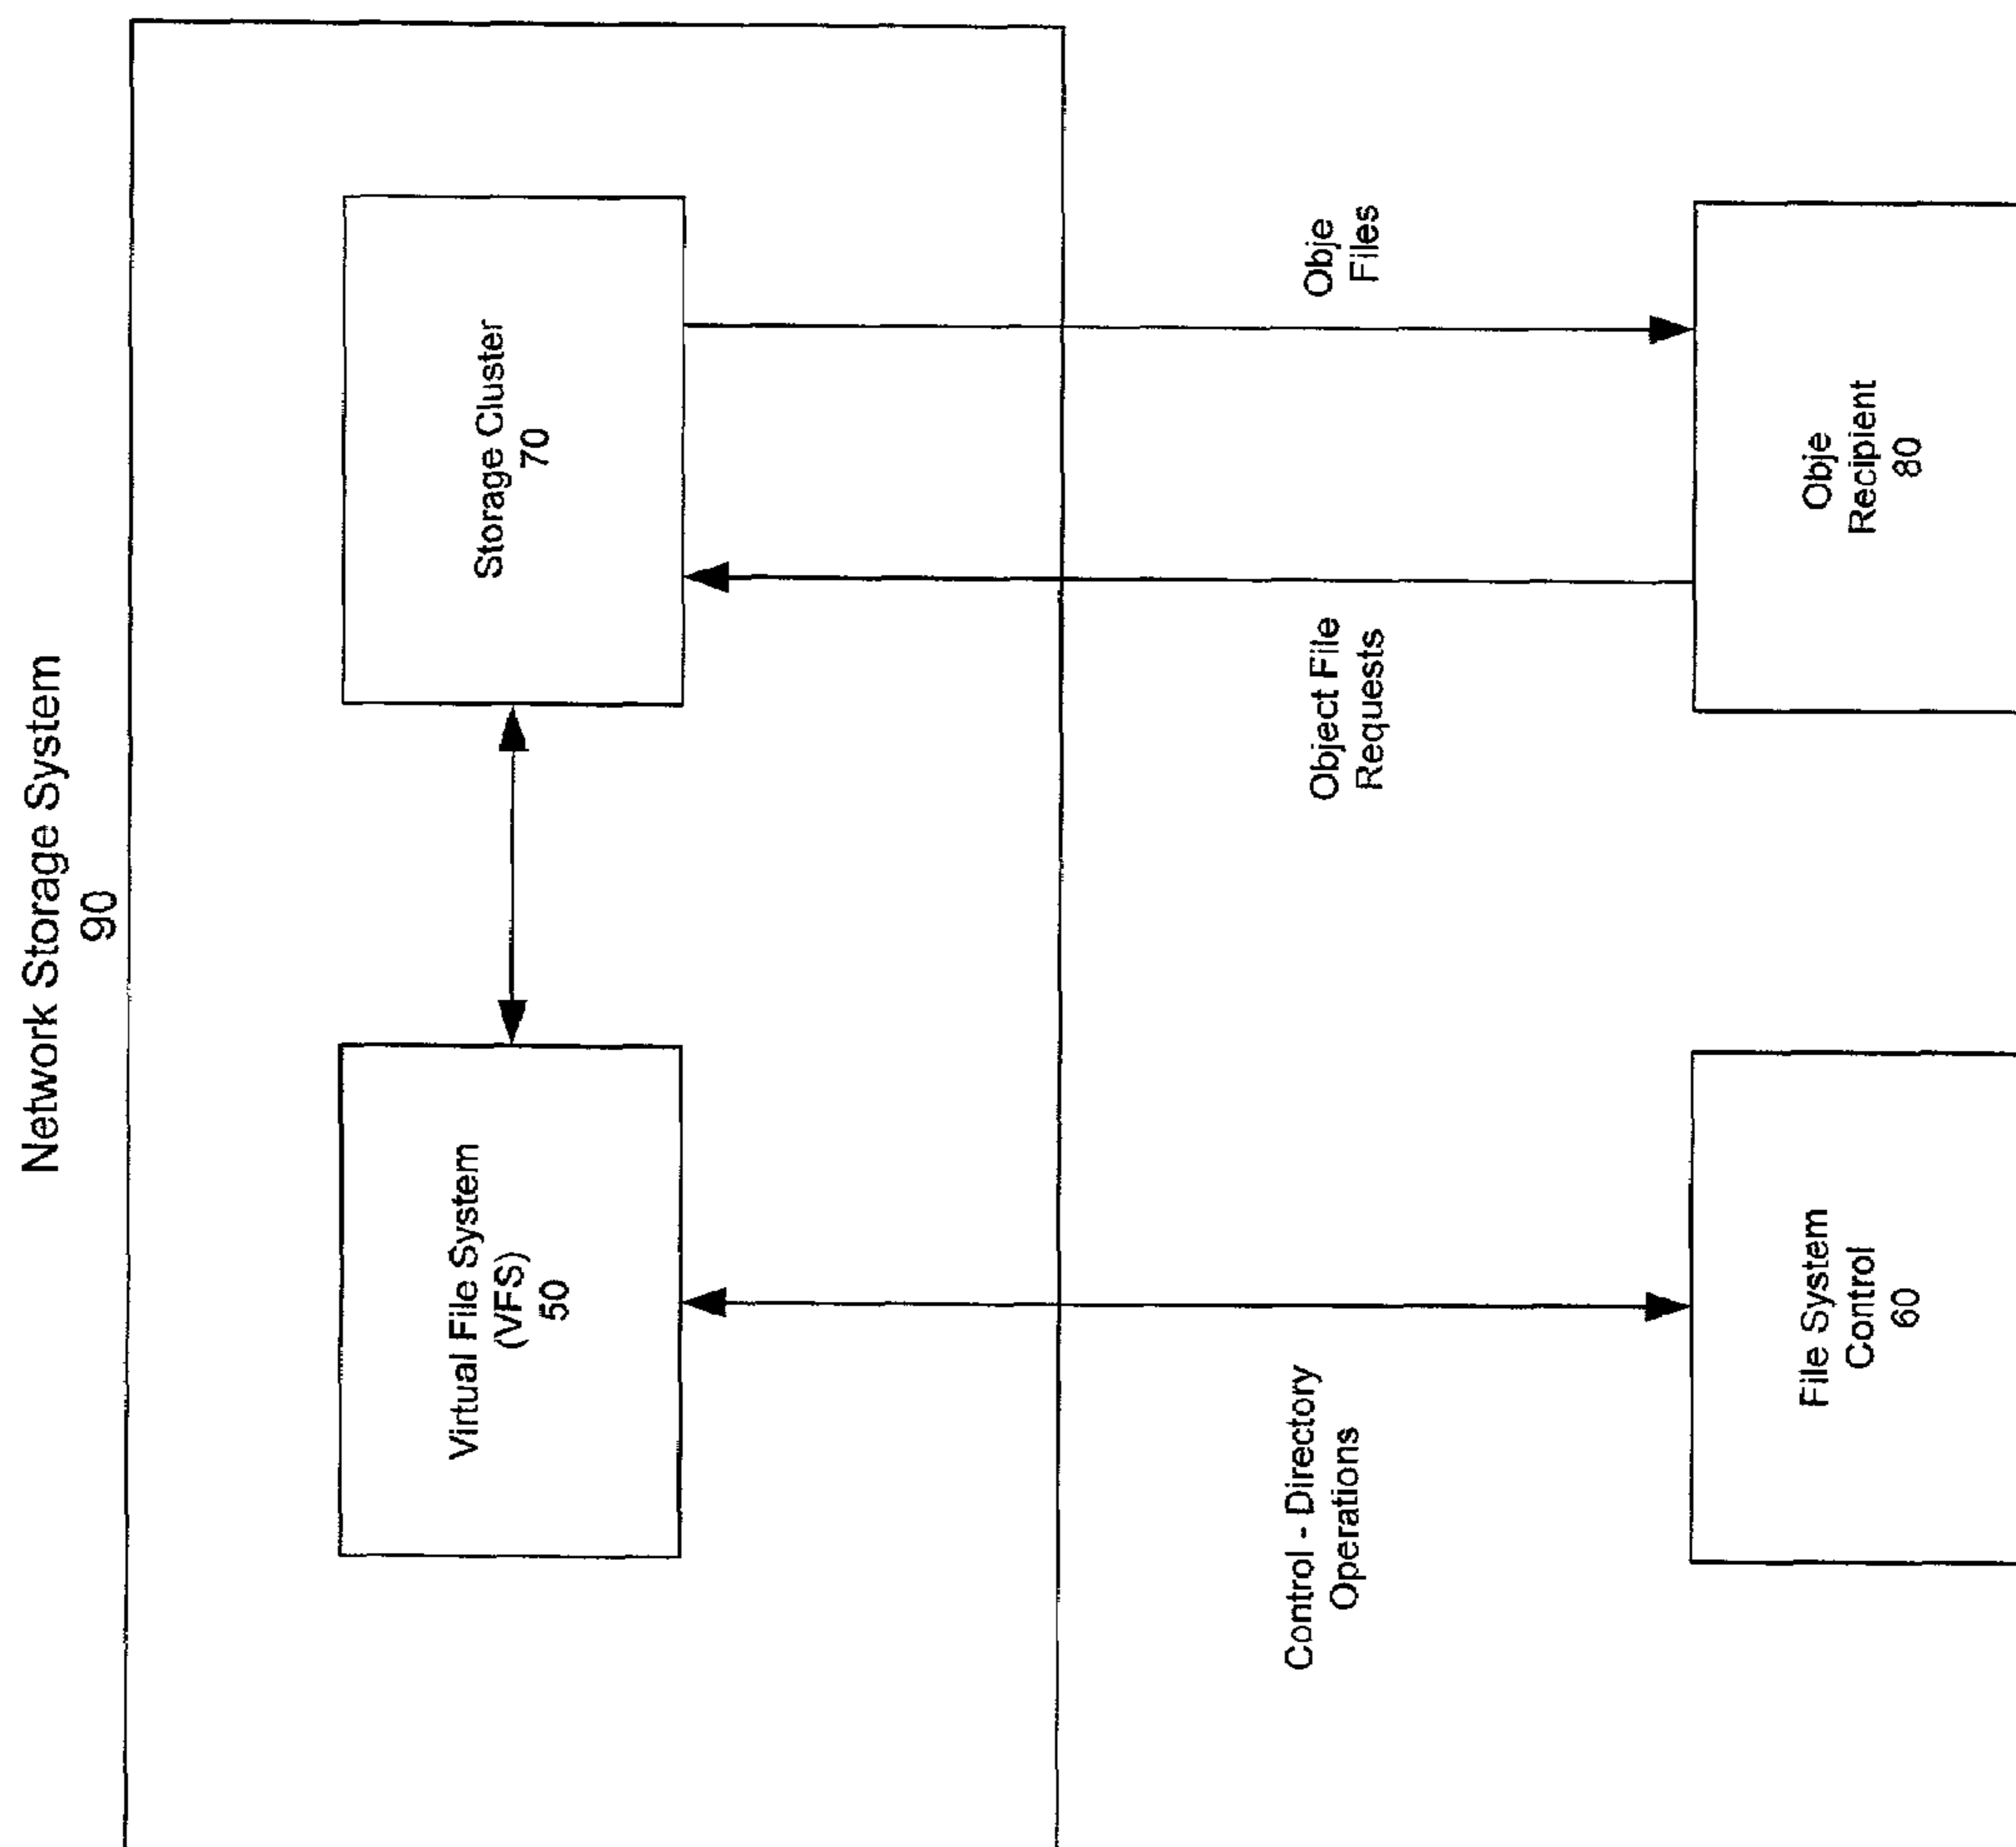 Network Storage System
90
Virtual File System
(VFS)
50
Storage Cluster
70
Control - Directory
Operations
Object File
Requests
Obje
Files
File System
Control
60
Obje
Recipient
80